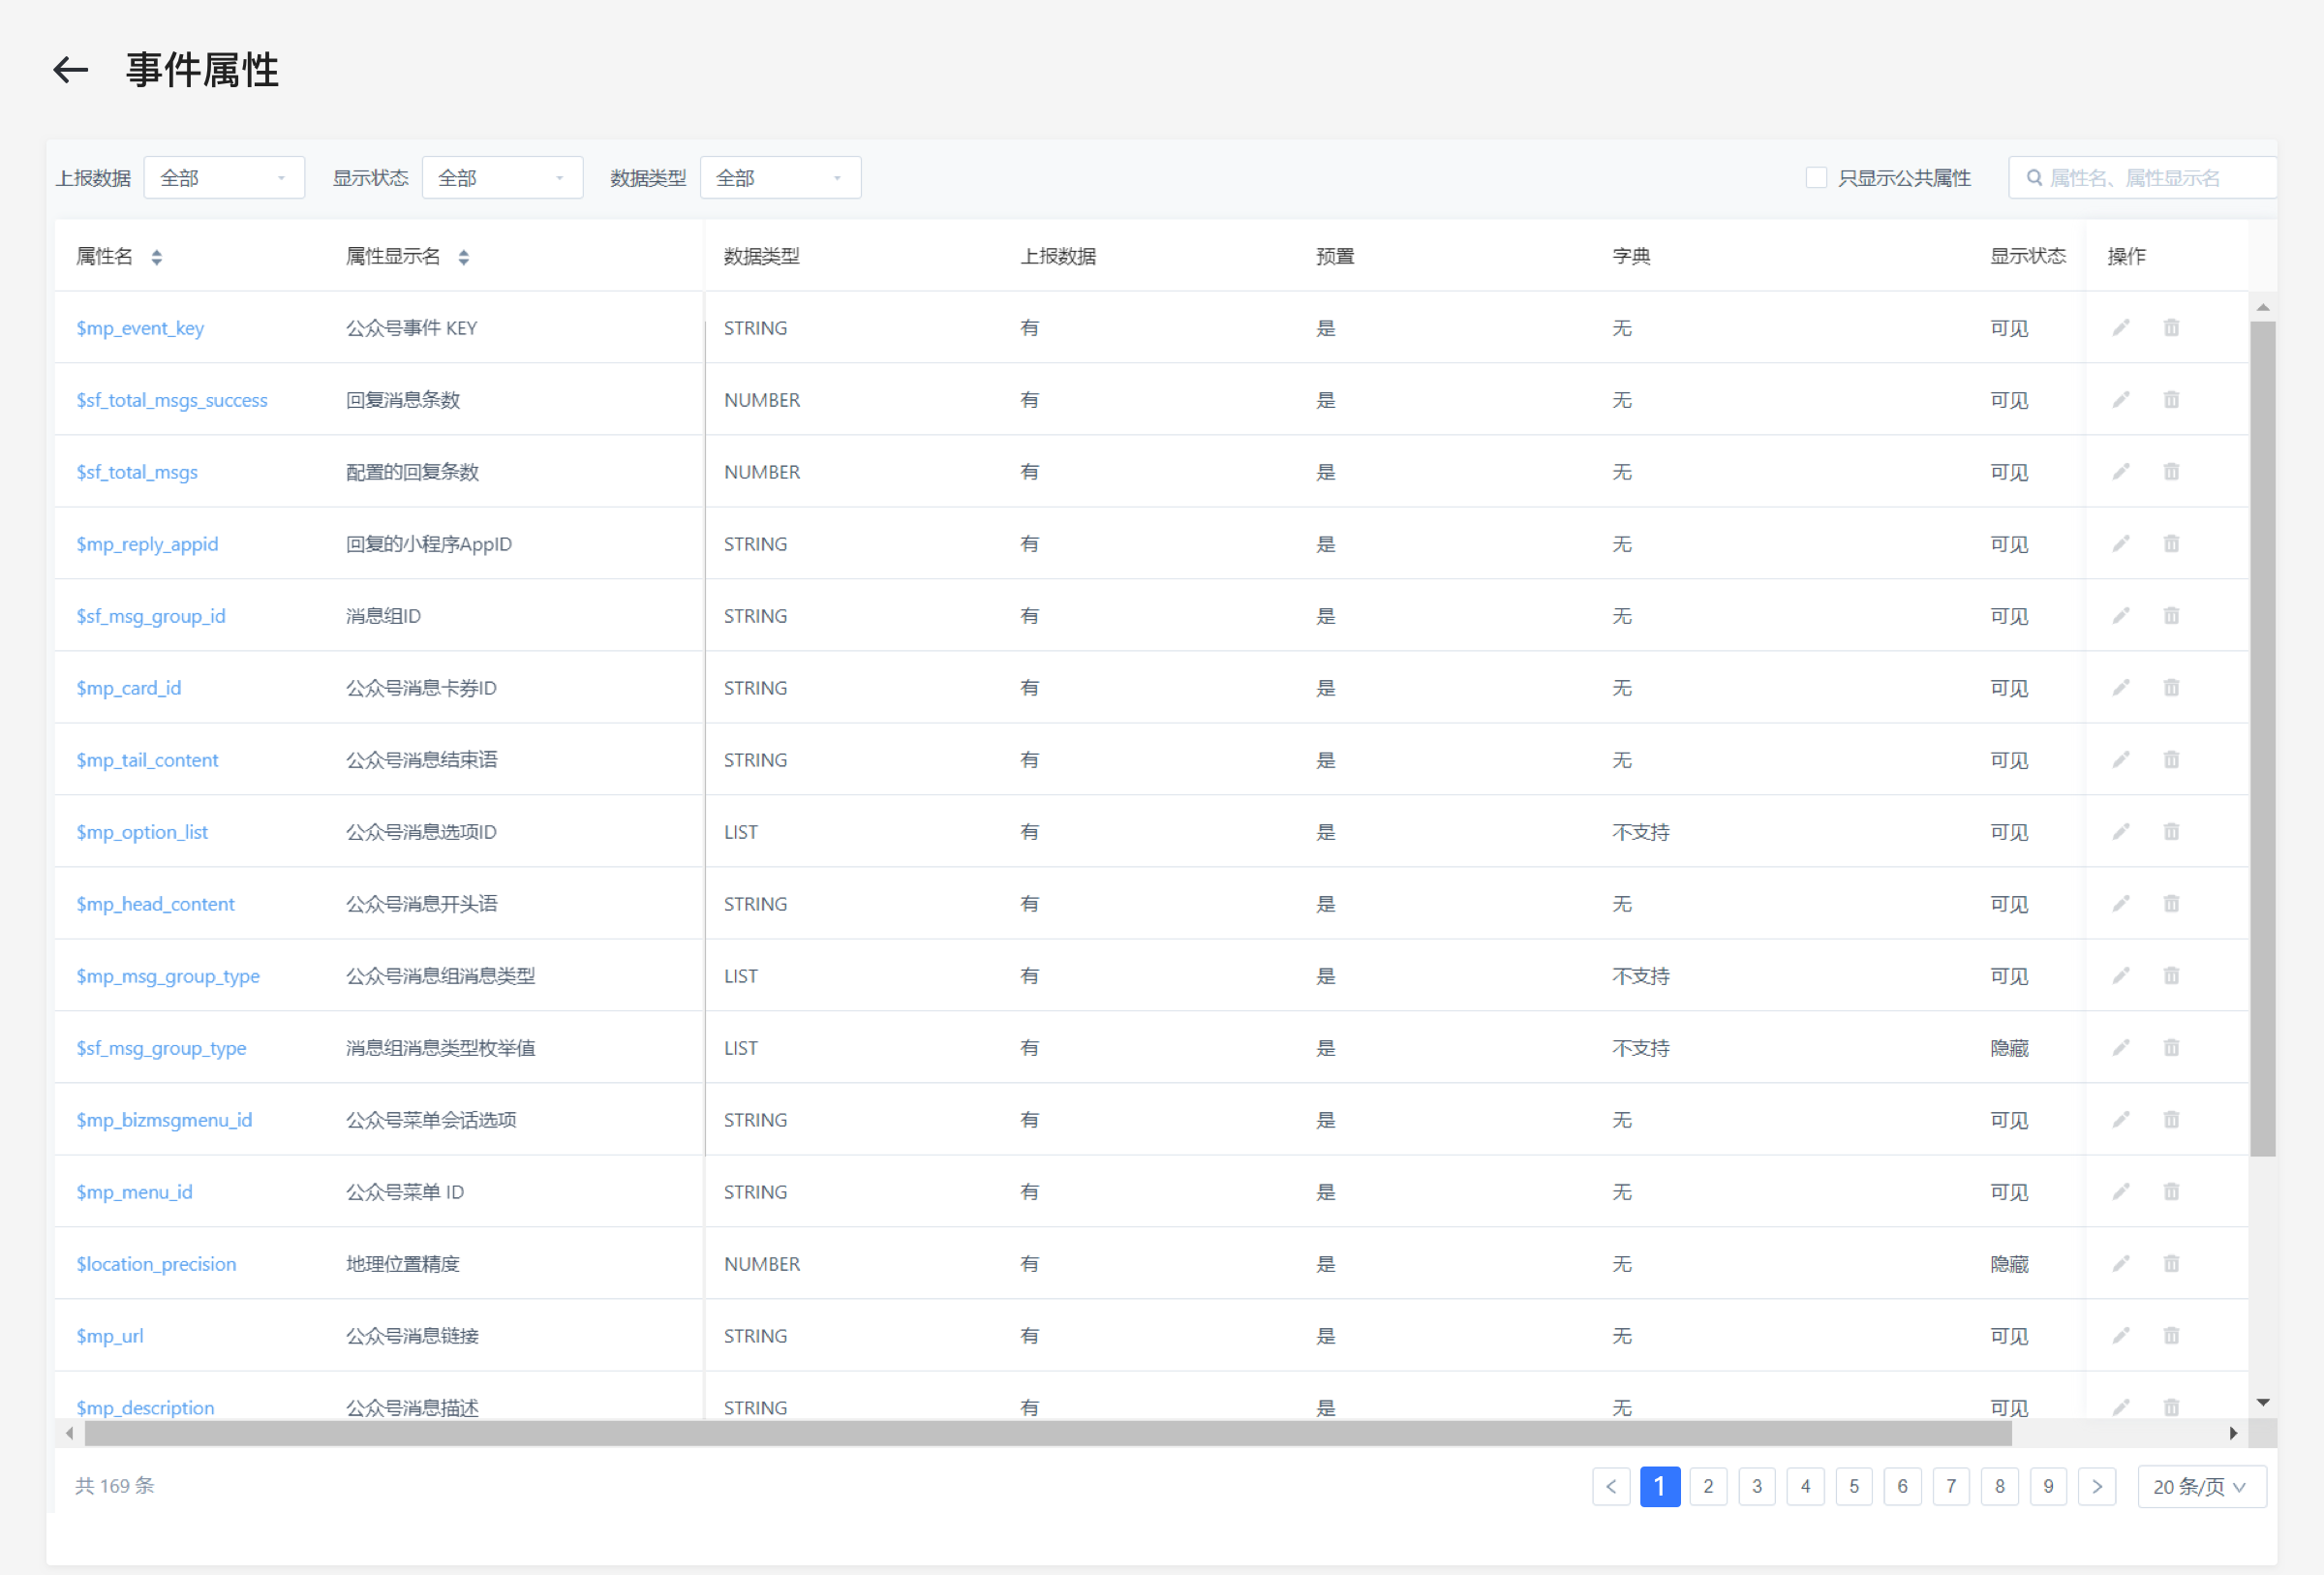 事件属性
上报数据 全部 显示状态 全部 数据类型 全部 只显示公共属性 属性名、属性显示名
属性名 属性显示名 数据类型 上报数据 预置 字典 显示状态 操作
$mp_event_key 公众号事件 KEY STRING 有 是 无 可见
$sf_total_msgs_success 回复消息条数 NUMBER 有 是 无 可见
$sf_total_msgs 配置的回复条数 NUMBER 有 是 无 可见
$mp_reply_appid 回复的小程序AppID STRING 有 是 无 可见
$sf_msg_group_id 消息组ID STRING 有 是 无 可见
$mp_card_id 公众号消息卡券ID STRING 有 是 无 可见
$mp_tail_content 公众号消息结束语 STRING 有 是 无 可见
$mp_option_list 公众号消息选项ID LIST 有 是 不支持 可见
$mp_head_content 公众号消息开头语 STRING 有 是 无 可见
$mp_msg_group_type 公众号消息组消息类型 LIST 有 是 不支持 可见
$sf_msg_group_type 消息组消息类型枚举值 LIST 有 是 不支持 隐藏
$mp_bizmsgmenu_id 公众号菜单会话选项 STRING 有 是 无 可见
$mp_menu_id 公众号菜单 ID STRING 有 是 无 可见
$location_precision 地理位置精度 NUMBER 有 是 无 隐藏
$mp_url 公众号消息链接 STRING 有 是 无 可见
$mp_description 公众号消息描述 STRING 有 是 无 可见
共 169 条 1 2 3 4 5 6 7 8 9 20 条/页